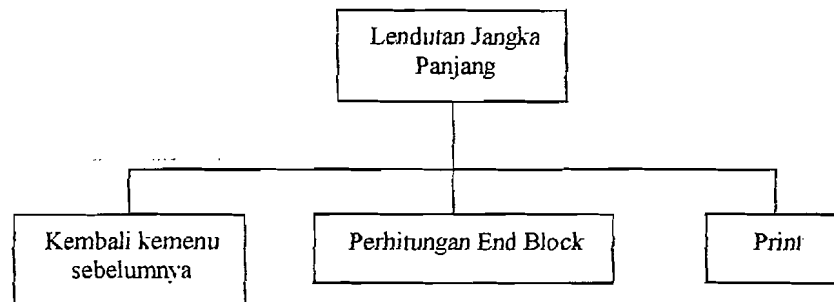 Lendutan Jangka
Panjang
Kembali kemenu
sebelumnya
Perhitungan End Block
Print